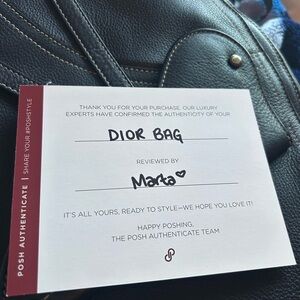 THANK YOU FOR YOUR PURCHASE. OUR LUXURY
EXPERTS HAVE CONFIRMED THE AUTHENTICITY OF YOUR
DIOR BAG
REVIEWED BY
Marta♡
IT'S ALL YOURS, READY TO STYLE—WE HOPE YOU LOVE IT!
HAPPY POSHING,
THE POSH AUTHENTICATE TEAM
POSH AUTHENTICATE | SHARE YOUR #POSHSTYLE